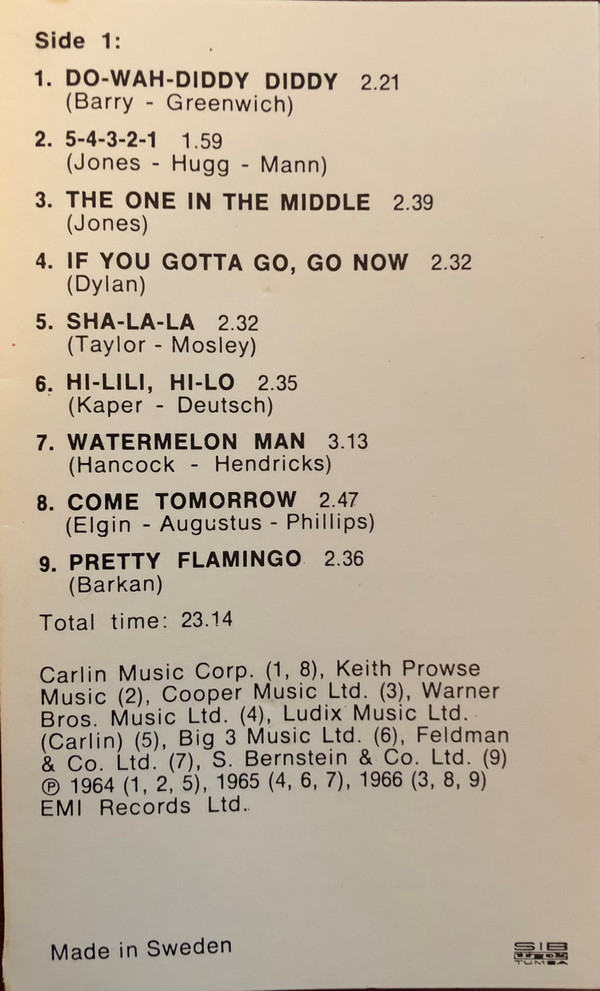 Side 1:
1. DO-WAH-DIDDY DIDDY 2.21
(Barry - Greenwich)
2. 5-4-3-2-1 1.59
(Jones - Hugg - Mann)
3. THE ONE IN THE MIDDLE 2.39
(Jones)
4. IF YOU GOTTA GO, GO NOW 2.32
(Dylan)
5. SHA-LA-LA 2.32
(Taylor - Mosley)
6. HI-LILI, HI-LO 2.35
(Kaper - Deutsch)
7. WATERMELON MAN 3.13
(Hancock - Hendricks)
8. COME TOMORROW 2.47
(Elgin - Augustus - Phillips)
9. PRETTY FLAMINGO 2.36
(Barkan)
Total time: 23.14
Carlin Music Corp. (1, 8), Keith Prowse
Music (2), Cooper Music Ltd. (3), Warner
Bros. Music Ltd. (4), Ludix Music Ltd.
(Carlin) (5), Big 3 Music Ltd. (6), Feldman
& Co. Ltd. (7), S. Bernstein & Co. Ltd. (9)
℗ 1964 (1, 2, 5), 1965 (4, 6, 7), 1966 (3, 8, 9)
EMI Records Ltd.
Made in Sweden
SIB
TUMBA